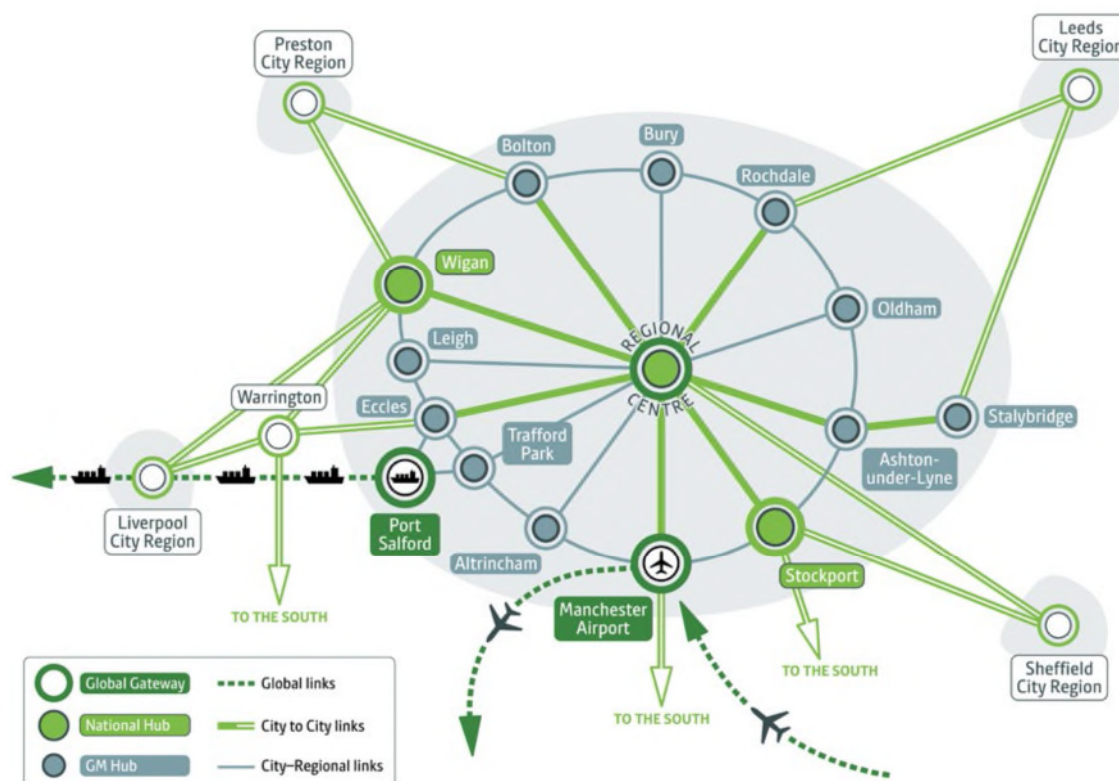 Preston
City Region
Leeds
City Region
Bury
Bolton
Rochdale
Wigan
Oldham
Leigh
REGIONAL
CENTRE
Warrington
Eccles
Stalybridge
Trafford
Park
Ashton-
under-Lyne
Liverpool
City Region
Port
Salford
Altrincham
Manchester
Airport
Stockport
TO THE SOUTH
TO THE SOUTH
TO THE SOUTH
Sheffield
City Region
Global Gateway
Global links
National Hub
City to City links
GM Hub
City–Regional links